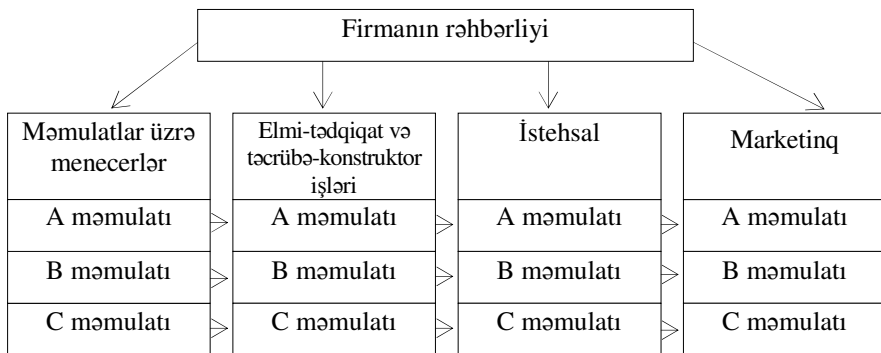 Firmanın rəhbərliyi
Məmulatlar üzrə
menecerlər
Elmi-tədqiqat və
təcrübə-konstruktor
işləri
İstehsal
Marketinq
A məmulatı
A məmulatı
A məmulatı
A məmulatı
B məmulatı
B məmulatı
B məmulatı
B məmulatı
C məmulatı
C məmulatı
C məmulatı
C məmulatı